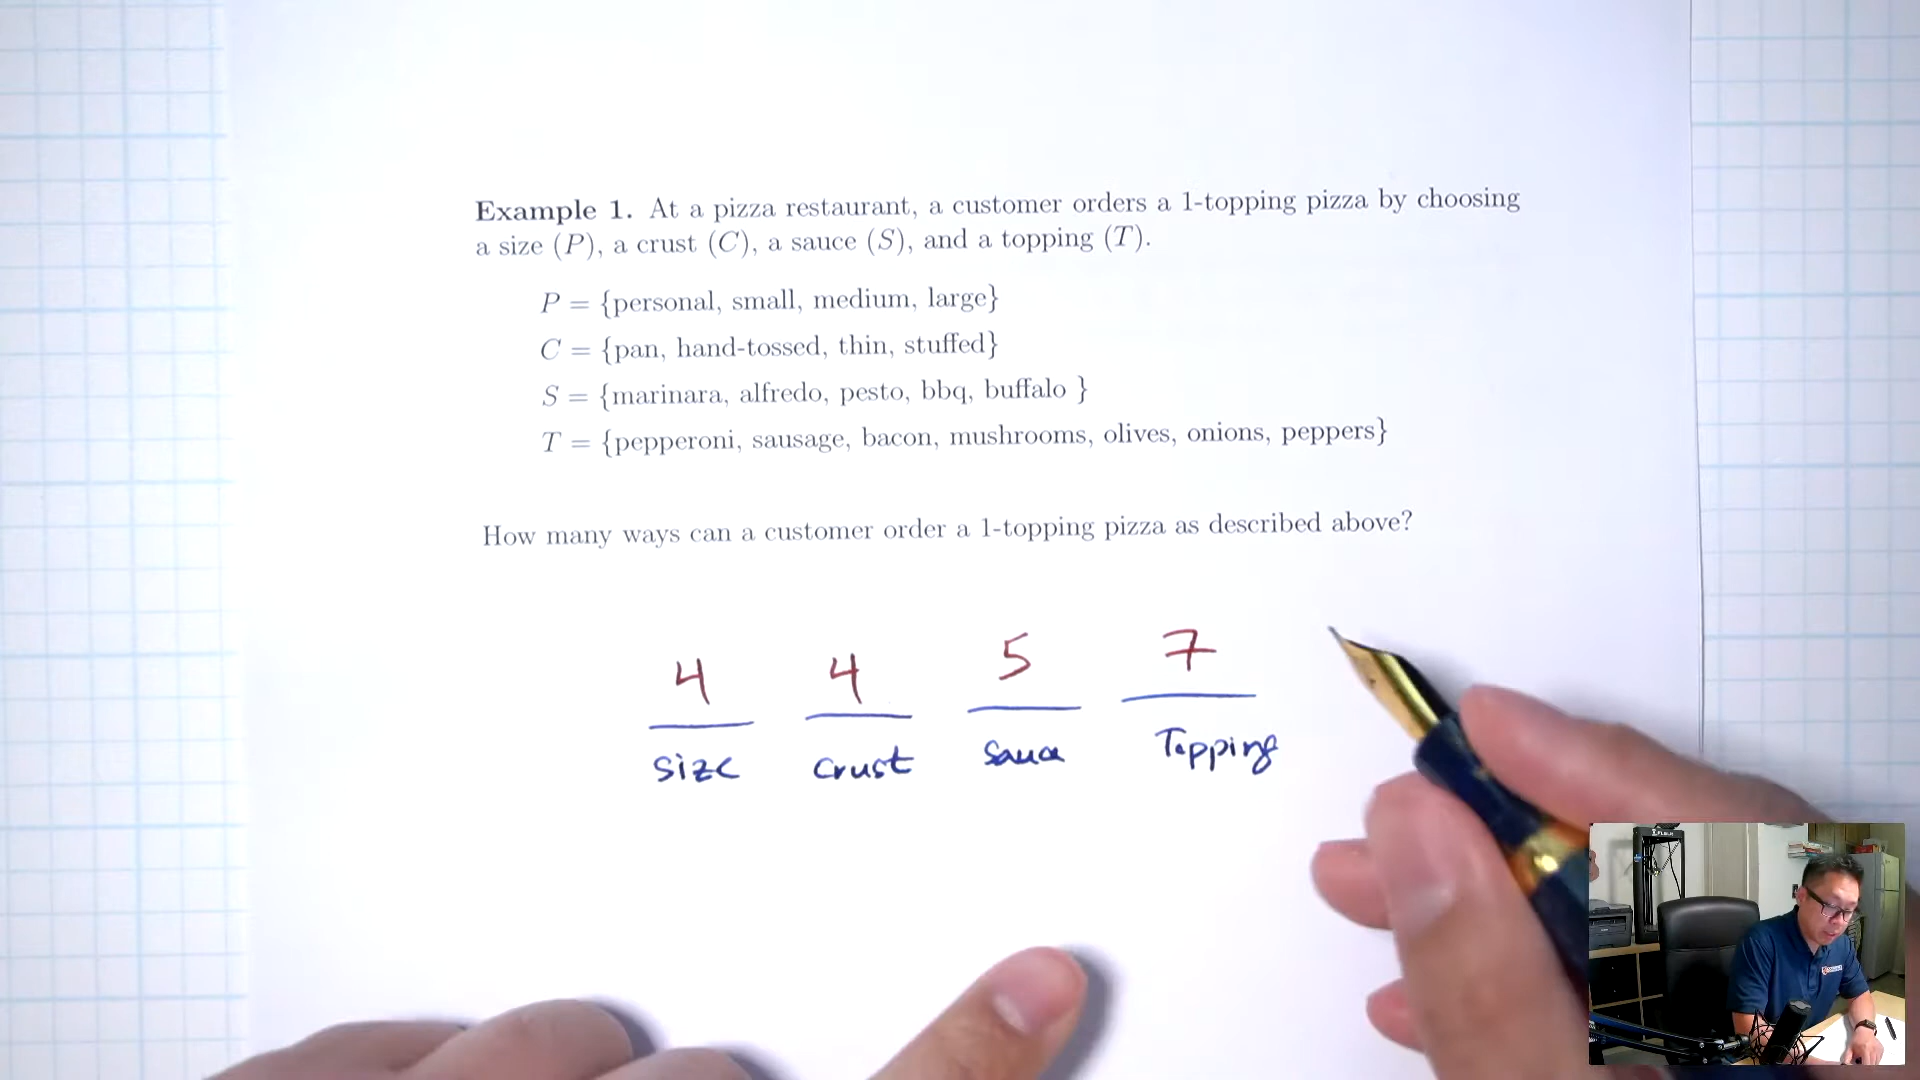 Example 1. At a pizza restaurant, a customer orders a 1-topping pizza by choosing
a size (P), a crust (C), a sauce (S), and a topping (T).
P = {personal, small, medium, large}
C = {pan, hand-tossed, thin, stuffed}
S = {marinara, alfredo, pesto, bbq, buffalo }
T = {pepperoni, sausage, bacon, mushrooms, olives, onions, peppers}
How many ways can a customer order a 1-topping pizza as described above?
4 4 5 7
size crust sauce Topping